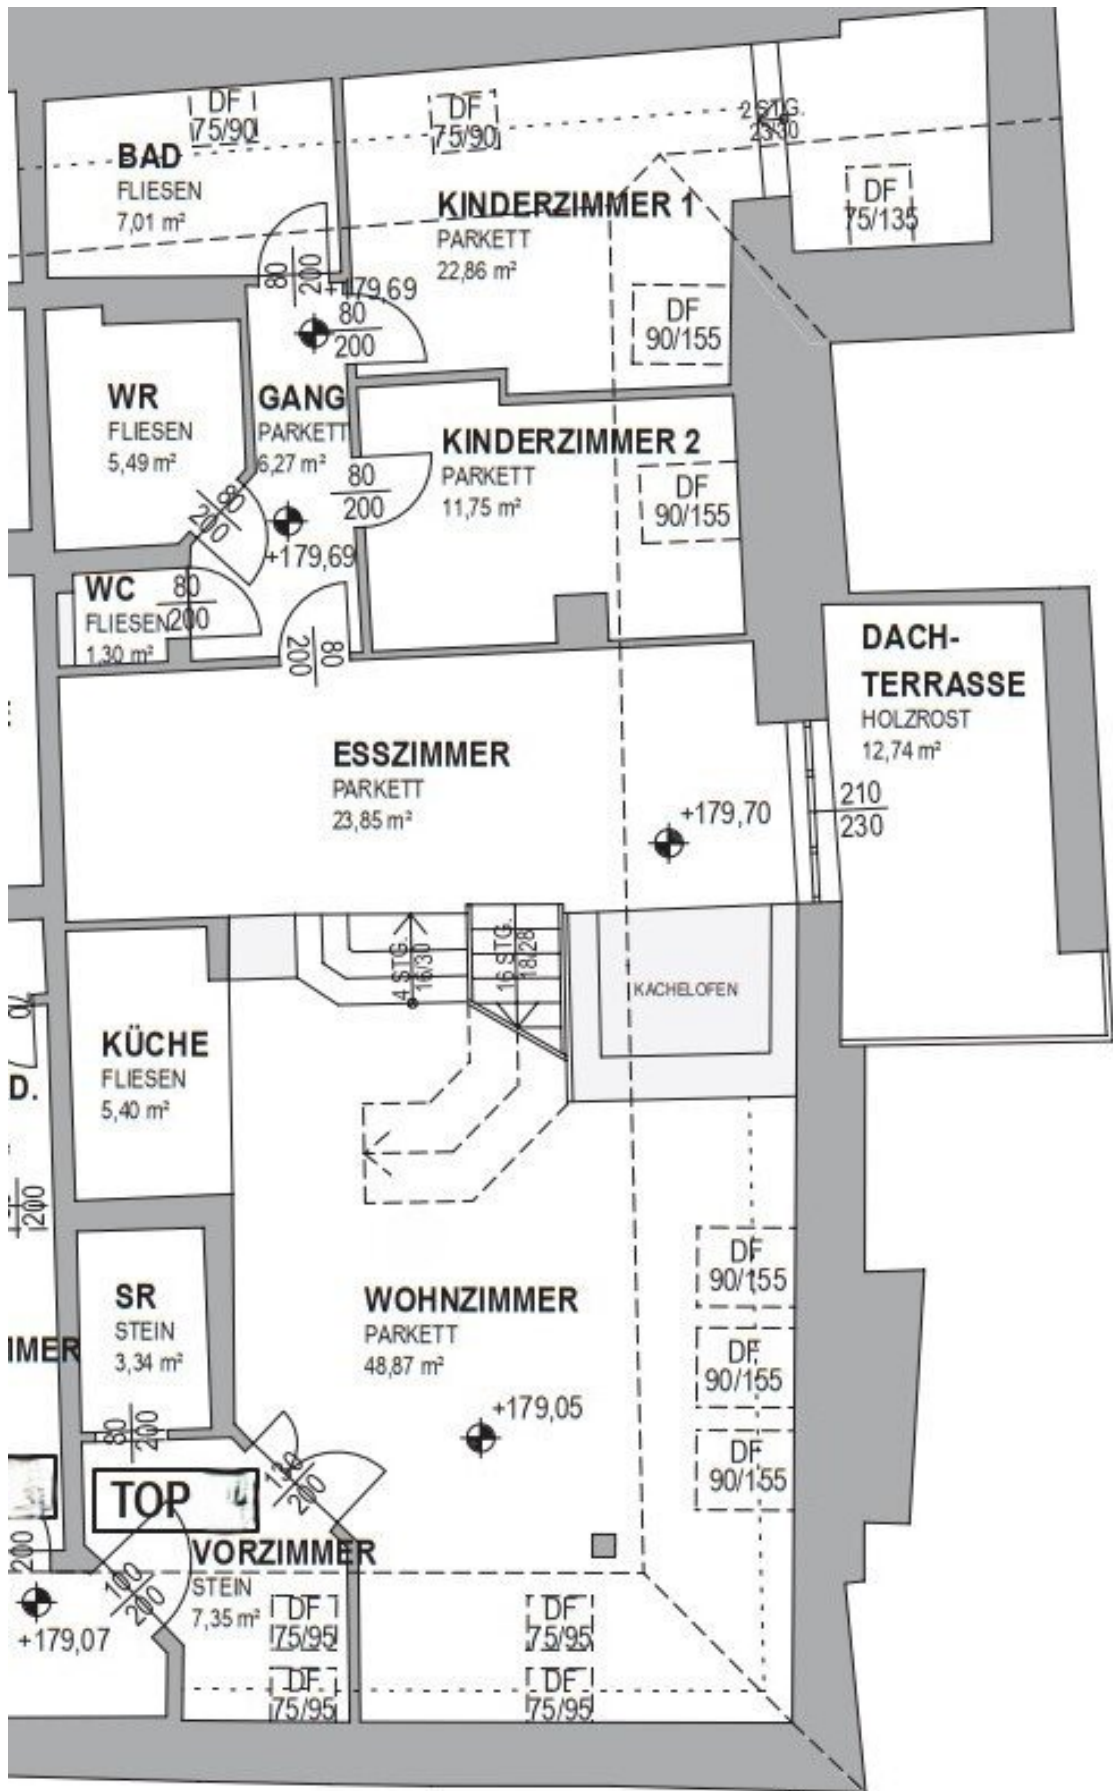 DF
75/90
DF
75/90
2 STG.
23/30
BAD
FLIESEN
7,01 m²
DF
75/135
KINDERZIMMER 1
PARKETT
22,86 m²
80
200
+179,69
80
200
DF
90/155
WR
FLIESEN
5,49 m²
GANG
PARKETT
6,27 m²
KINDERZIMMER 2
PARKETT
11,75 m²
80
200
DF
90/155
80
200
+179,69
WC
FLIESEN
1,30 m²
80
200
80
200
DACH-
TERRASSE
HOLZROST
12,74 m²
ESSZIMMER
PARKETT
23,85 m²
+179,70
210
230
4 STG.
16/30
16 STG.
18/28
KACHELOFEN
KÜCHE
FLIESEN
5,40 m²
D.
200
DF
90/155
SR
STEIN
3,34 m²
WOHNZIMMER
PARKETT
48,87 m²
IMER
DF
90/155
+179,05
80
200
DF
90/155
200
TOP
VORZIMMER
STEIN
7,35 m²
200
100
200
+179,07
DF
75/95
DF
75/95
DF
75/95
DF
75/95